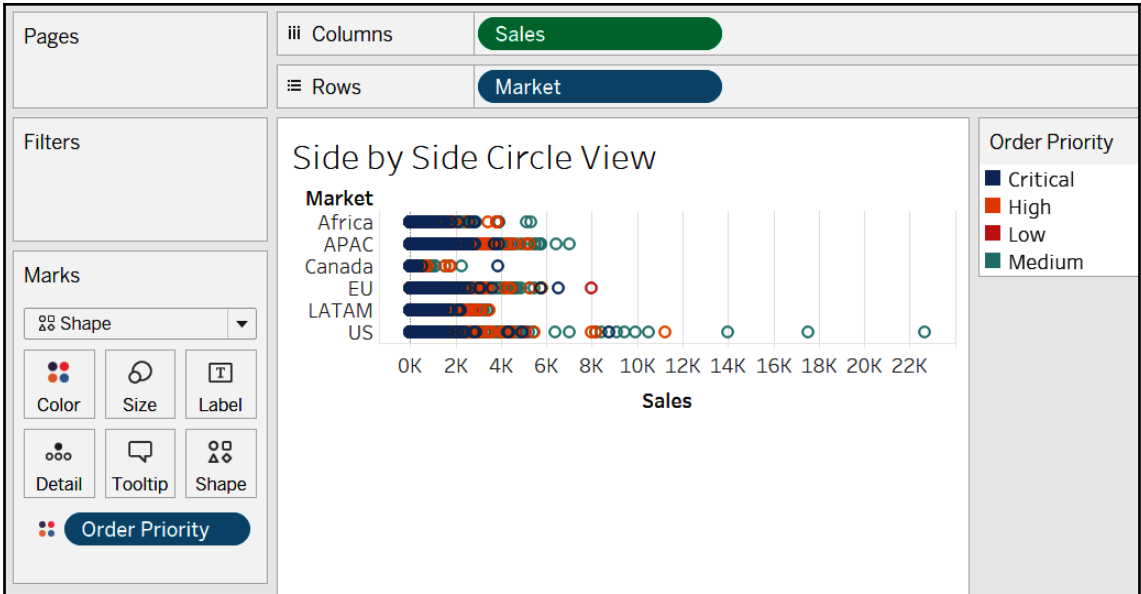 Pages
Columns
Sales
Rows
Market
Filters
Marks
Shape
Color
Size
T
Label
Detail
Tooltip
Shape
Order Priority
Side by Side Circle View
Market
Africa
APAC
Canada
EU
LATAM
US
0K 2K 4K 6K 8K 10K 12K 14K 16K 18K 20K 22K
Sales
Order Priority
Critical
High
Low
Medium